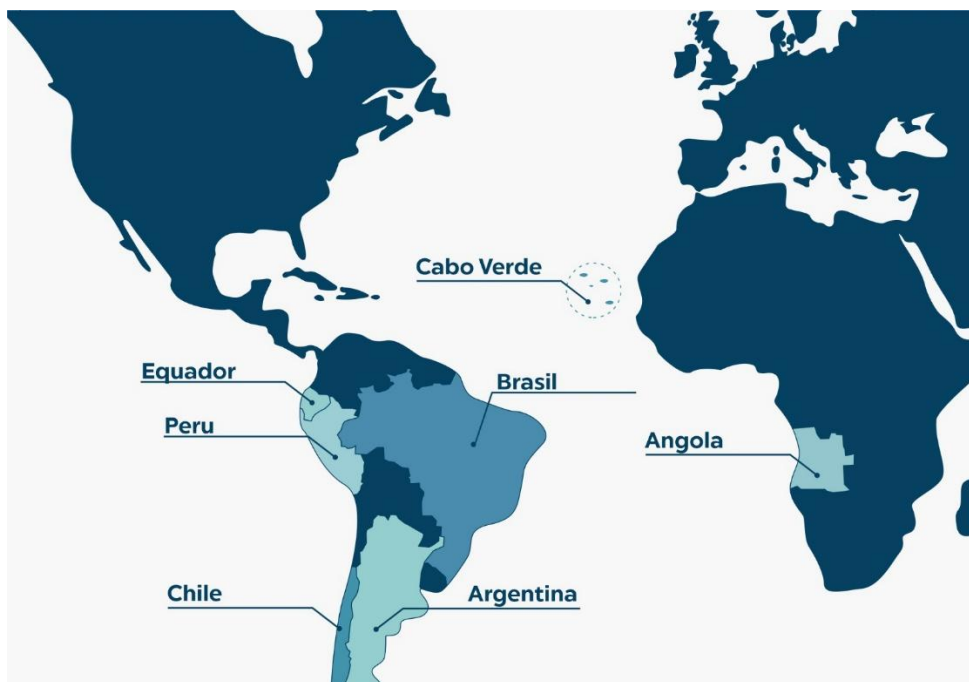 Cabo Verde
Equador
Brasil
Peru
Angola
Chile
Argentina